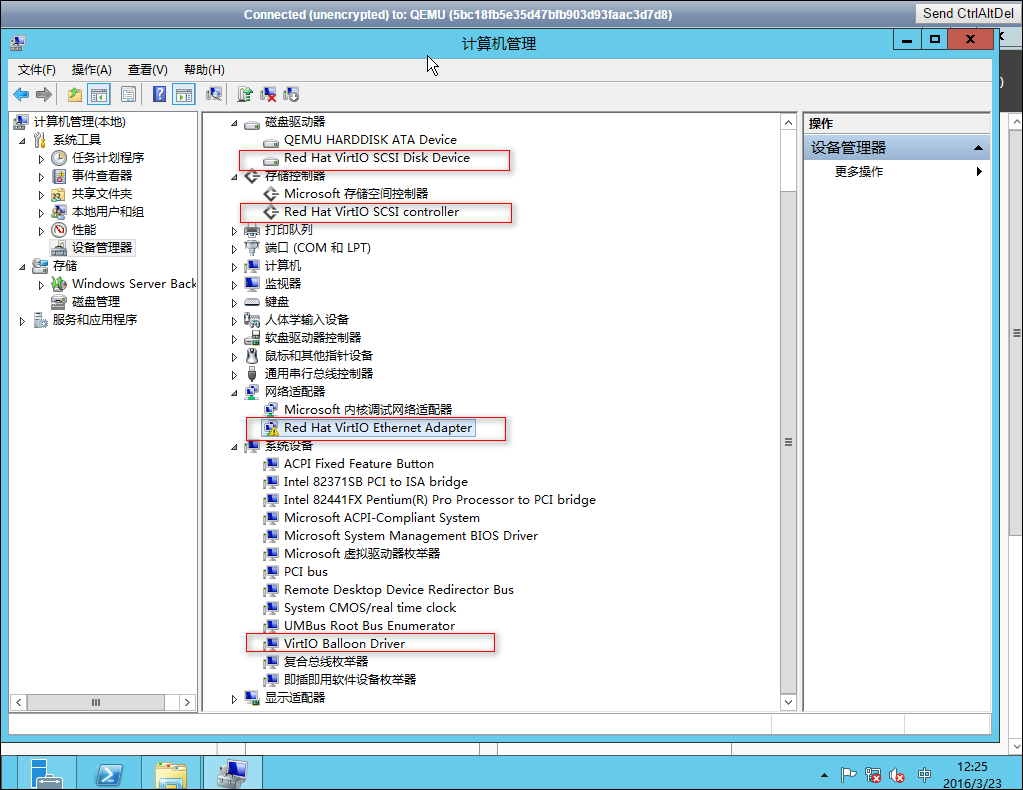 Connected (unencrypted) to: QEMU (5bc18fb5e35d47bfb903d93faac3d7d8)
Send CtrlAltDel
计算机管理
文件(F) 操作(A) 查看(V) 帮助(H)
计算机管理(本地)
系统工具
任务计划程序
事件查看器
共享文件夹
本地用户和组
性能
设备管理器
存储
Windows Server Back
磁盘管理
服务和应用程序
磁盘驱动器
QEMU HARDDISK ATA Device
Red Hat VirtIO SCSI Disk Device
存储控制器
Microsoft 存储空间控制器
Red Hat VirtIO SCSI controller
打印队列
端口 (COM 和 LPT)
计算机
监视器
键盘
人体学输入设备
软盘驱动器控制器
鼠标和其他指针设备
通用串行总线控制器
网络适配器
Microsoft 内核调试网络适配器
Red Hat VirtIO Ethernet Adapter
系统设备
ACPI Fixed Feature Button
Intel 82371SB PCI to ISA bridge
Intel 82441FX Pentium(R) Pro Processor to PCI bridge
Microsoft ACPI-Compliant System
Microsoft System Management BIOS Driver
Microsoft 虚拟驱动器枚举器
PCI bus
Remote Desktop Device Redirector Bus
System CMOS/real time clock
UMBus Root Bus Enumerator
VirtIO Balloon Driver
复合总线枚举器
即插即用软件设备枚举器
显示适配器
操作
设备管理器
更多操作
中
12:25
2016/3/23